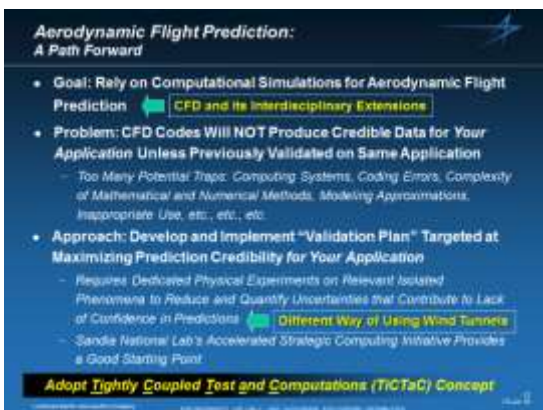 Aerodynamic Flight Prediction:
A Path Forward
• Goal: Rely on Computational Simulations for Aerodynamic Flight
Prediction CFD and Its Interdisciplinary Extensions
• Problem: CFD Codes Will NOT Produce Credible Data for Your
Application Unless Previously Validated on Same Application
– Too Many Potential Traps: Computing Systems, Coding Errors, Complexity
of Mathematical and Numerical Methods, Modeling Approximations,
Inappropriate Use, etc., etc., etc.
• Approach: Develop and Implement “Validation Plan” Targeted at
Maximizing Prediction Credibility for Your Application
– Requires Dedicated Physical Experiments on Relevant Isolated
Phenomena to Reduce and Quantify Uncertainties that Contribute to Lack
of Confidence in Predictions Different Way of Using Wind Tunnels
– Sandia National Lab's Accelerated Strategic Computing Initiative Provides
a Good Starting Point
Adopt Tightly Coupled Test and Computations (TiCTaC) Concept